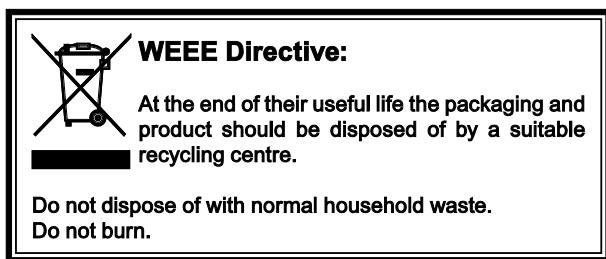 WEEE Directive:
At the end of their useful life the packaging and
product should be disposed of by a suitable
recycling centre.
Do not dispose of with normal household waste.
Do not burn.